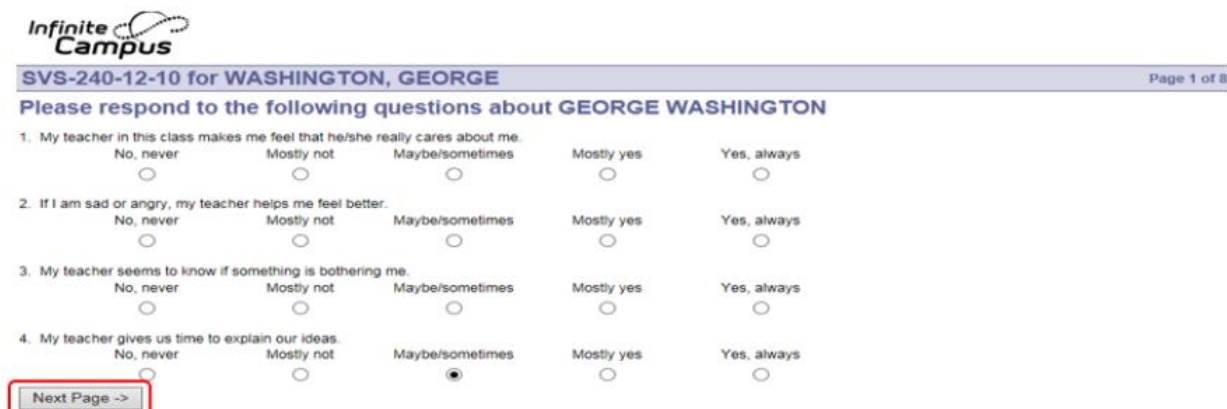 Infinite
Campus
SVS-240-12-10 for WASHINGTON, GEORGE Page 1 of 8
Please respond to the following questions about GEORGE WASHINGTON
1. My teacher in this class makes me feel that he/she really cares about me.
No, never Mostly not Maybe/sometimes Mostly yes Yes, always
2. If I am sad or angry, my teacher helps me feel better.
No, never Mostly not Maybe/sometimes Mostly yes Yes, always
3. My teacher seems to know if something is bothering me.
No, never Mostly not Maybe/sometimes Mostly yes Yes, always
4. My teacher gives us time to explain our ideas.
No, never Mostly not Maybe/sometimes Mostly yes Yes, always
Next Page ->